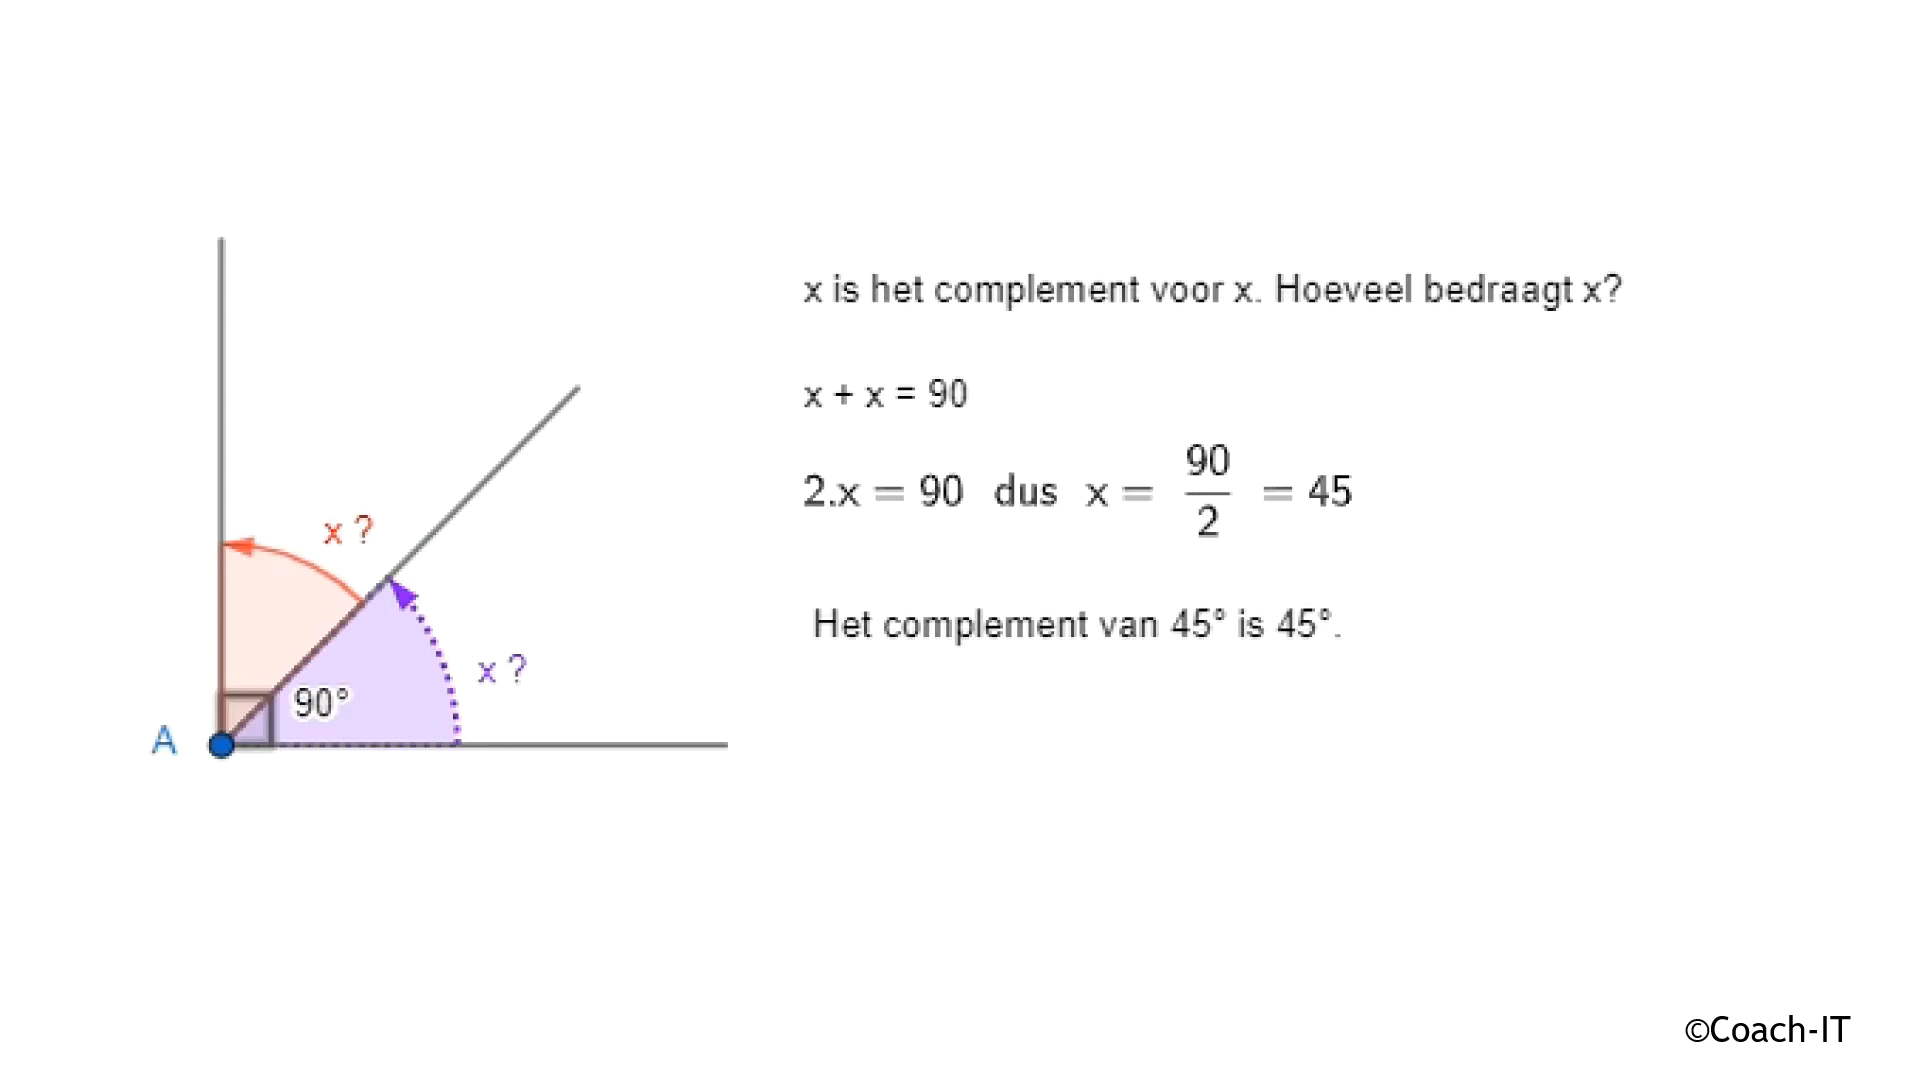 x is het complement voor x. Hoeveel bedraagt x?
x + x = 90
2.x = 90 dus x = 90/2 = 45
x ?
Het complement van 45° is 45°.
x ?
90°
A
©Coach-IT